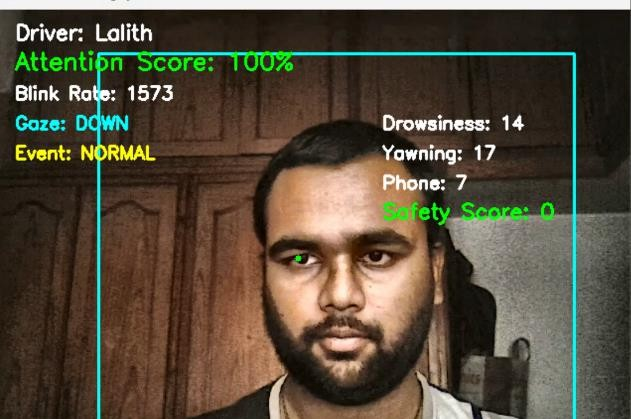 Driver: Lalith
Attention Score: 100%
Blink Rate: 1573
Gaze: DOWN
Event: NORMAL
Drowsiness: 14
Yawning: 17
Phone: 7
Safety Score: 0